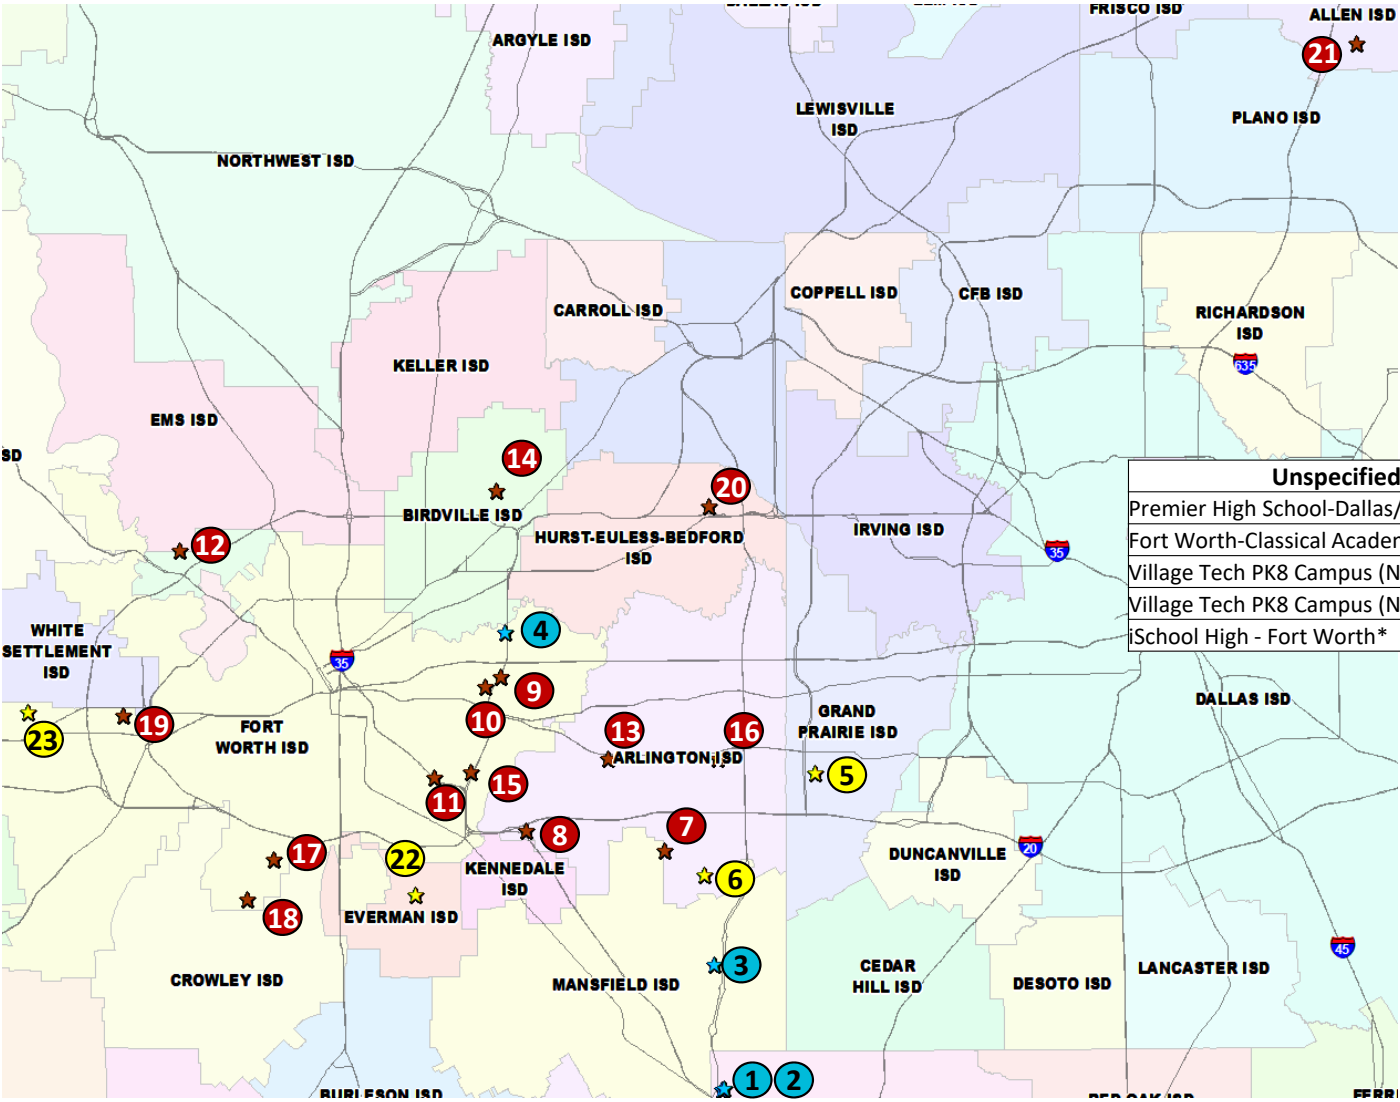 FRISCO ISD
ALLEN ISD
ARGYLE ISD
21
LEWISVILLE
ISD
PLANO ISD
NORTHWEST ISD
COPPELL ISD
CFB ISD
CARROLL ISD
RICHARDSON
ISD
KELLER ISD
635
EMS ISD
SD
14
Unspecified
20
Premier High School-Dallas/
BIRDVILLE ISD
IRVING ISD
HURST-EULESS-BEDFORD
ISD
Fort Worth-Classical Academ
12
35
Village Tech PK8 Campus (N
Village Tech PK8 Campus (N
iSchool High - Fort Worth*
WHITE
SETTLEMENT
ISD
4
35
9
DALLAS ISD
10
GRAND
PRAIRIE ISD
19
23
FORT
WORTH ISD
13
16
ARLINGTON ISD
5
15
11
8
7
20
17
22
DUNCANVILLE
ISD
KENNEDALE
ISD
6
18
EVERMAN ISD
45
3
CROWLEY ISD
MANSFIELD ISD
CEDAR
HILL ISD
DESOTO ISD
LANCASTER ISD
1
2
BURLESON ISD
RED OAK ISD
FERR